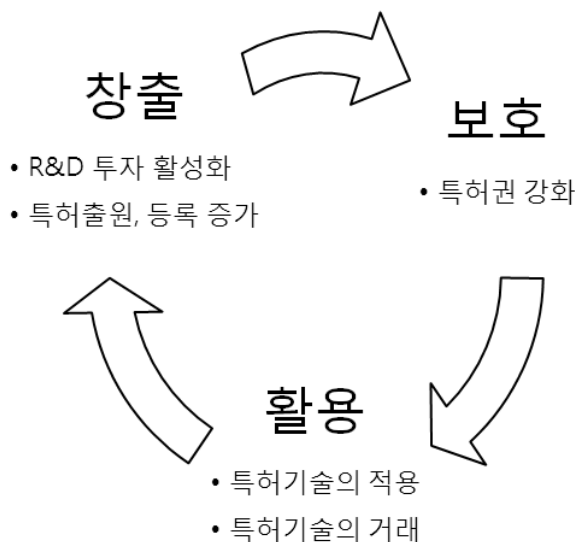 창출
• R&D 투자 활성화
• 특허출원, 등록 증가
보호
• 특허권 강화
활용
• 특허기술의 적용
• 특허기술의 거래